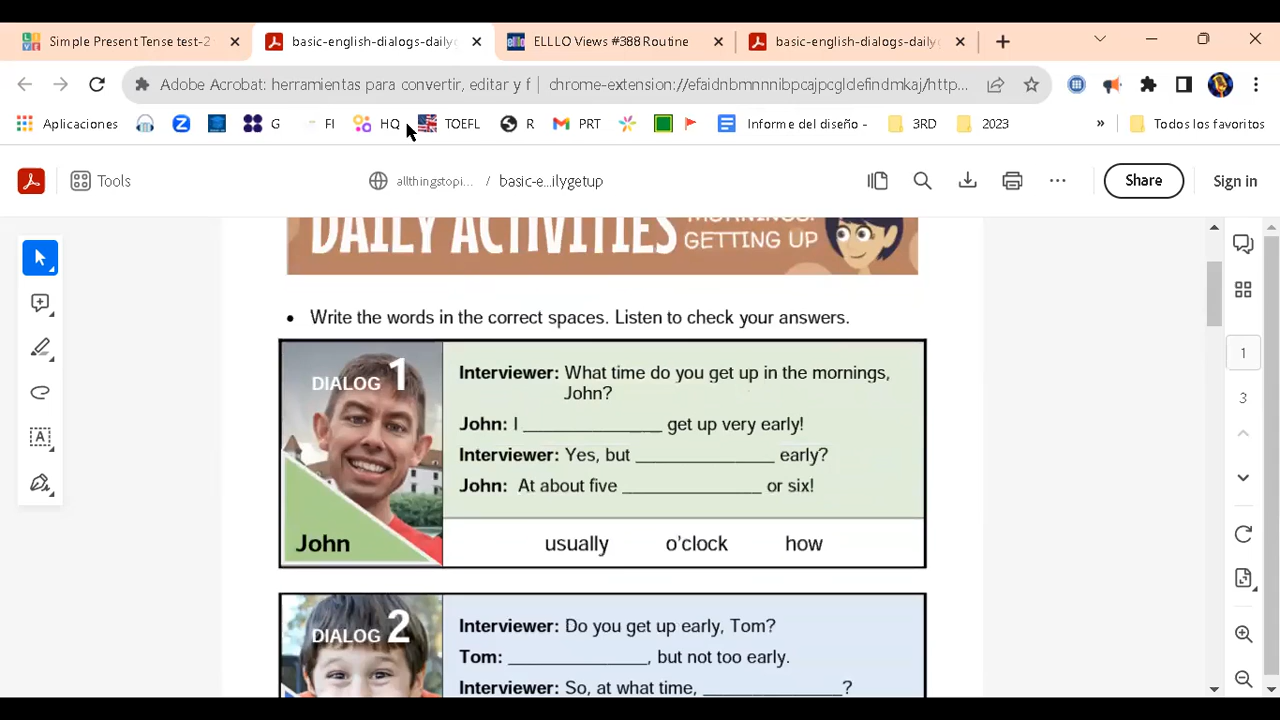 Simple Present Tense test-2
basic-english-dialogs-daily
ELLLO Views #388 Routine
basic-english-dialogs-daily
Adobe Acrobat: herramientas para convertir, editar y f
chrome-extension://efaidnbmnnnibpcajpcglclefindmkaj/http...
Aplicaciones
G
FI
HQ
TOEFL
R
PRT
Informe del diseño -
3RD
2023
»
Todos los favoritos
Tools
allthingstopi... / basic-e...ilygetup
Share
Sign in
DAILY ACTIVITIES
MORNINGS:
GETTING UP
• Write the words in the correct spaces. Listen to check your answers.
DIALOG 1
Interviewer: What time do you get up in the mornings,
John?
John: I ______________ get up very early!
Interviewer: Yes, but ______________ early?
John: At about five ______________ or six!
John
usually o'clock how
DIALOG 2
Interviewer: Do you get up early, Tom?
Tom: ______________, but not too early.
Interviewer: So, at what time, ______________?
1
3